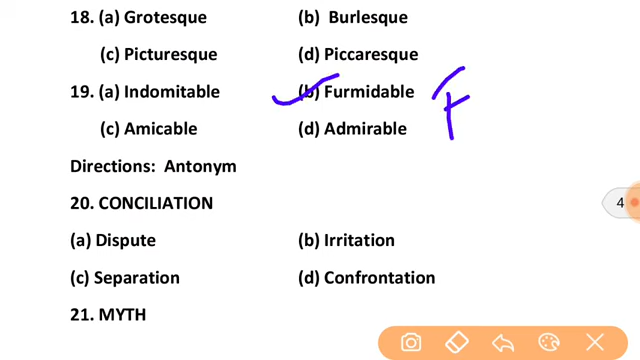 18. (a) Grotesque (b) Burlesque
(c) Picturesque (d) Piccaresque
19. (a) Indomitable (b) Furmidable F
(c) Amicable (d) Admirable
Directions: Antonym
20. CONCILIATION
(a) Dispute (b) Irritation
4
(c) Separation (d) Confrontation
21. MYTH